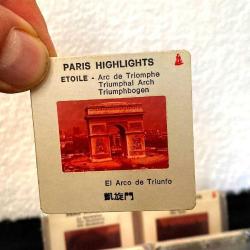 PARIS HIGHLIGHTS
ETOILE - Arc de Triomphe
Triumphal Arch
Triumphbogen
El Arco de Triunfo
凱旋門